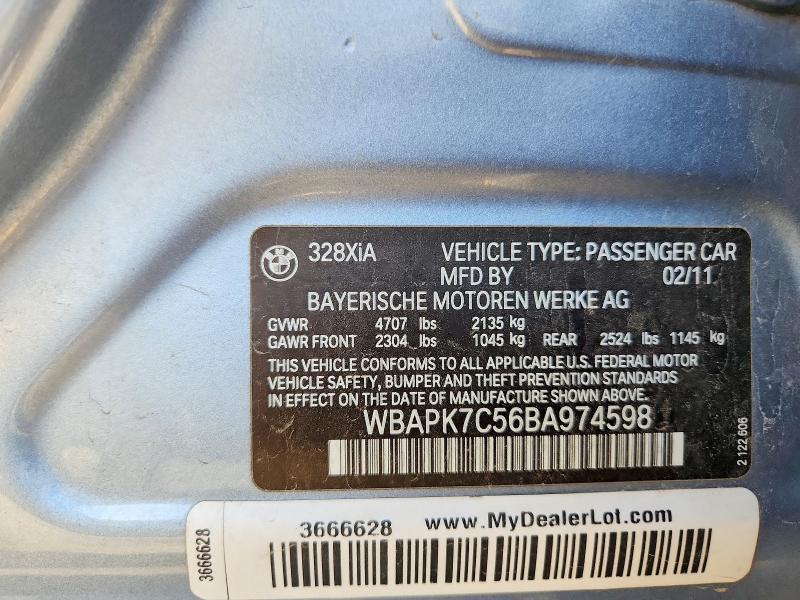 328XiA VEHICLE TYPE: PASSENGER CAR
MFD BY 02/11
BAYERISCHE MOTOREN WERKE AG
GVWR 4707 lbs 2135 kg
GAWR FRONT 2304 lbs 1045 kg REAR 2524 lbs 1145 kg
THIS VEHICLE CONFORMS TO ALL APPLICABLE U.S. FEDERAL MOTOR
VEHICLE SAFETY, BUMPER AND THEFT PREVENTION STANDARDS
IN EFFECT ON THE DATE OF MANUFACTURE SHOWN ABOVE.
WBAPK7C56BA974598
2 122 606
3666628
3666628 www.MyDealerLot.com